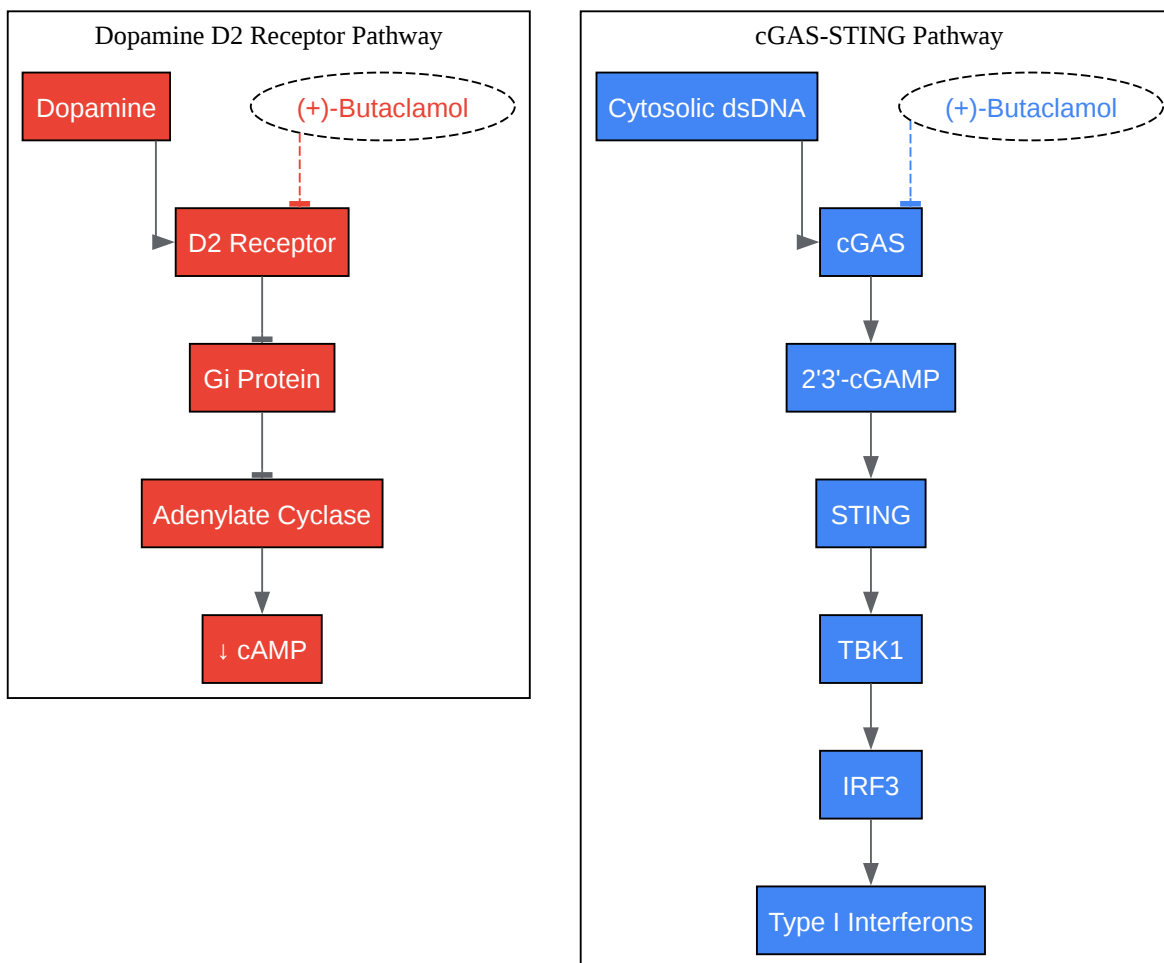 Dopamine D2 Receptor Pathway
Dopamine
(+)-Butaclamol
D2 Receptor
Gi Protein
Adenylate Cyclase
↓ cAMP
cGAS-STING Pathway
Cytosolic dsDNA
(+)-Butaclamol
cGAS
2'3'-cGAMP
STING
TBK1
IRF3
Type I Interferons